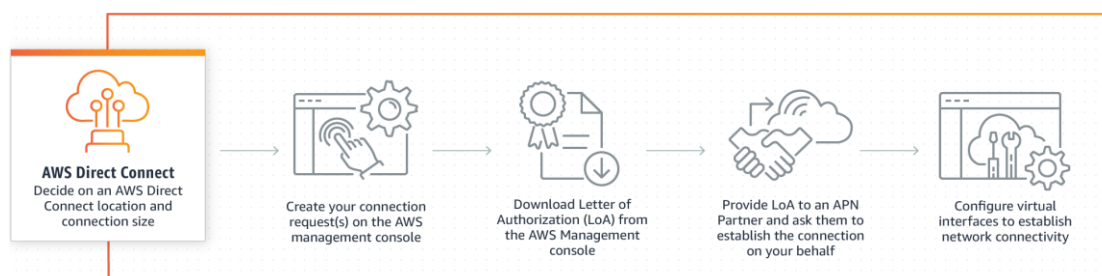 AWS Direct Connect
Decide on an AWS Direct
Connect location and
connection size
Create your connection
request(s) on the AWS
management console
Download Letter of
Authorization (LoA) from
the AWS Management
console
Provide LoA to an APN
Partner and ask them to
establish the connection
on your behalf
Configure virtual
interfaces to establish
network connectivity